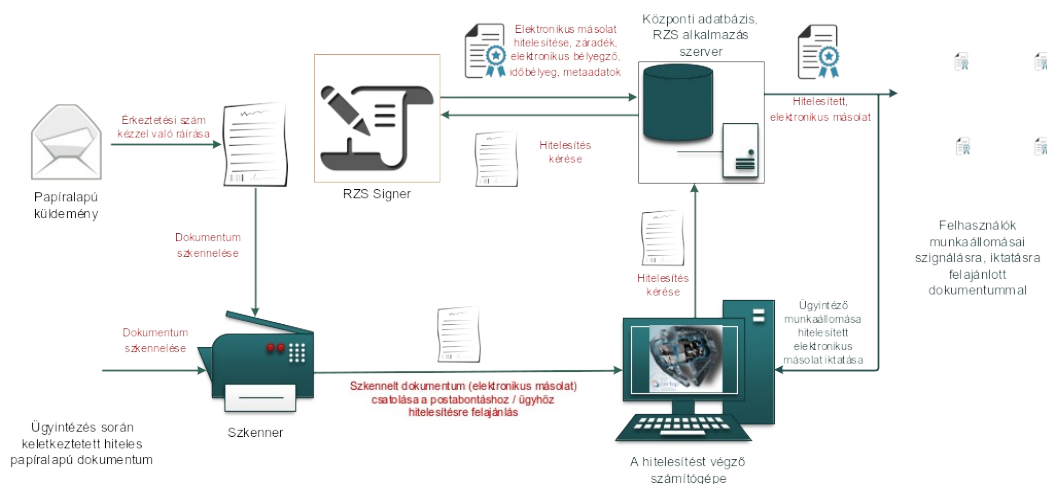 Elektronikus másolat
hitelesítése, záradék,
elektronikus bélyegző,
időbélyeg, metaadatok
Központi adatbázis,
RZS alkalmazás
szerver
Hitelesített,
elektronikus másolat
Érkeztetési szám
kézzel való ráírása
Hitelesítés
kérése
RZS Signer
Papíralapú
küldemény
Dokumentum
szkennelése
Hitelesítés
kérése
Felhasználók
munkaállomásai
szignálásra, iktatásra
felajánlott
dokumentummal
Dokumentum
szkennelése
Ügyintéző
munkaállomása
hitelesített
elektronikus
másolat iktatása
Szkennelt dokumentum (elektronikus másolat)
csatolása a postabontáshoz / ügyhöz
hitelesítésre felajánlás
Szkenner
Ügyintézés során
keletkeztetett hiteles
papíralapú dokumentum
A hitelesítést végző
számítógépe